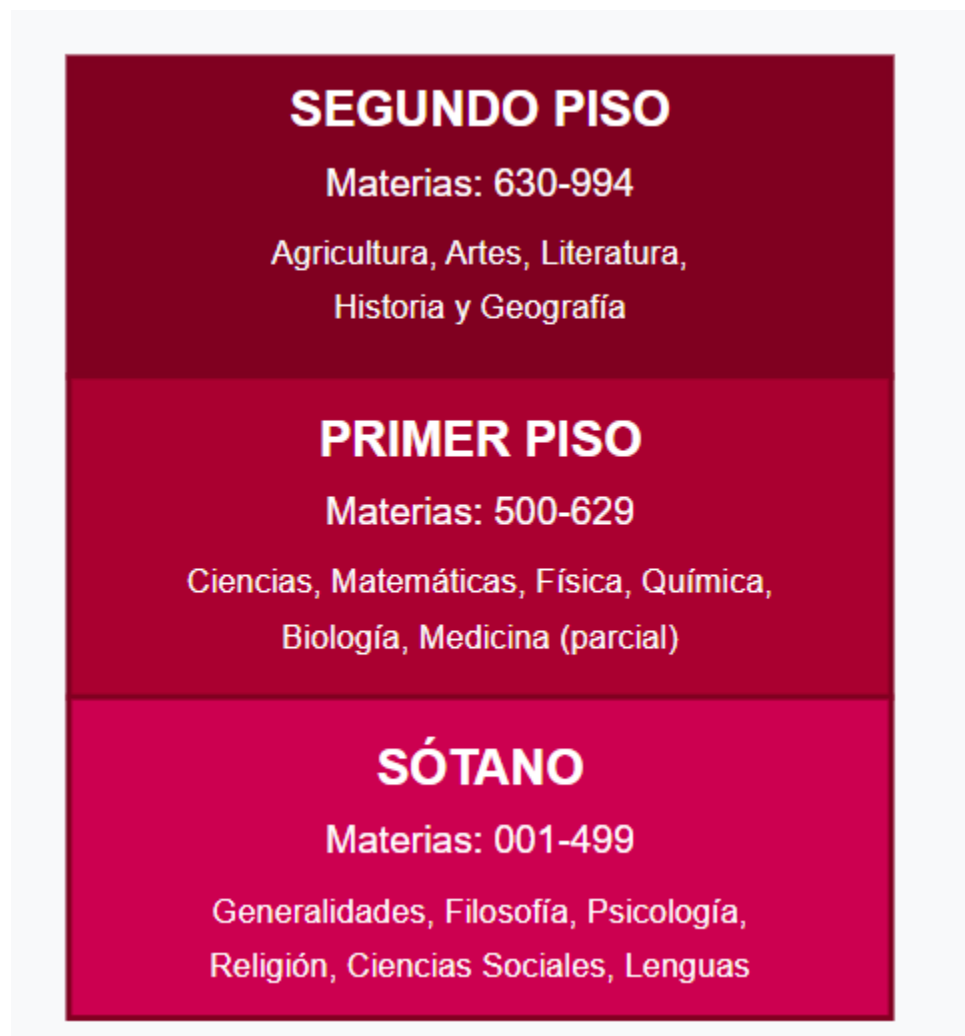 SEGUNDO PISO
Materias: 630-994
Agricultura, Artes, Literatura,
Historia y Geografía
PRIMER PISO
Materias: 500-629
Ciencias, Matemáticas, Física, Química,
Biología, Medicina (parcial)
SÓTANO
Materias: 001-499
Generalidades, Filosofía, Psicología,
Religión, Ciencias Sociales, Lenguas